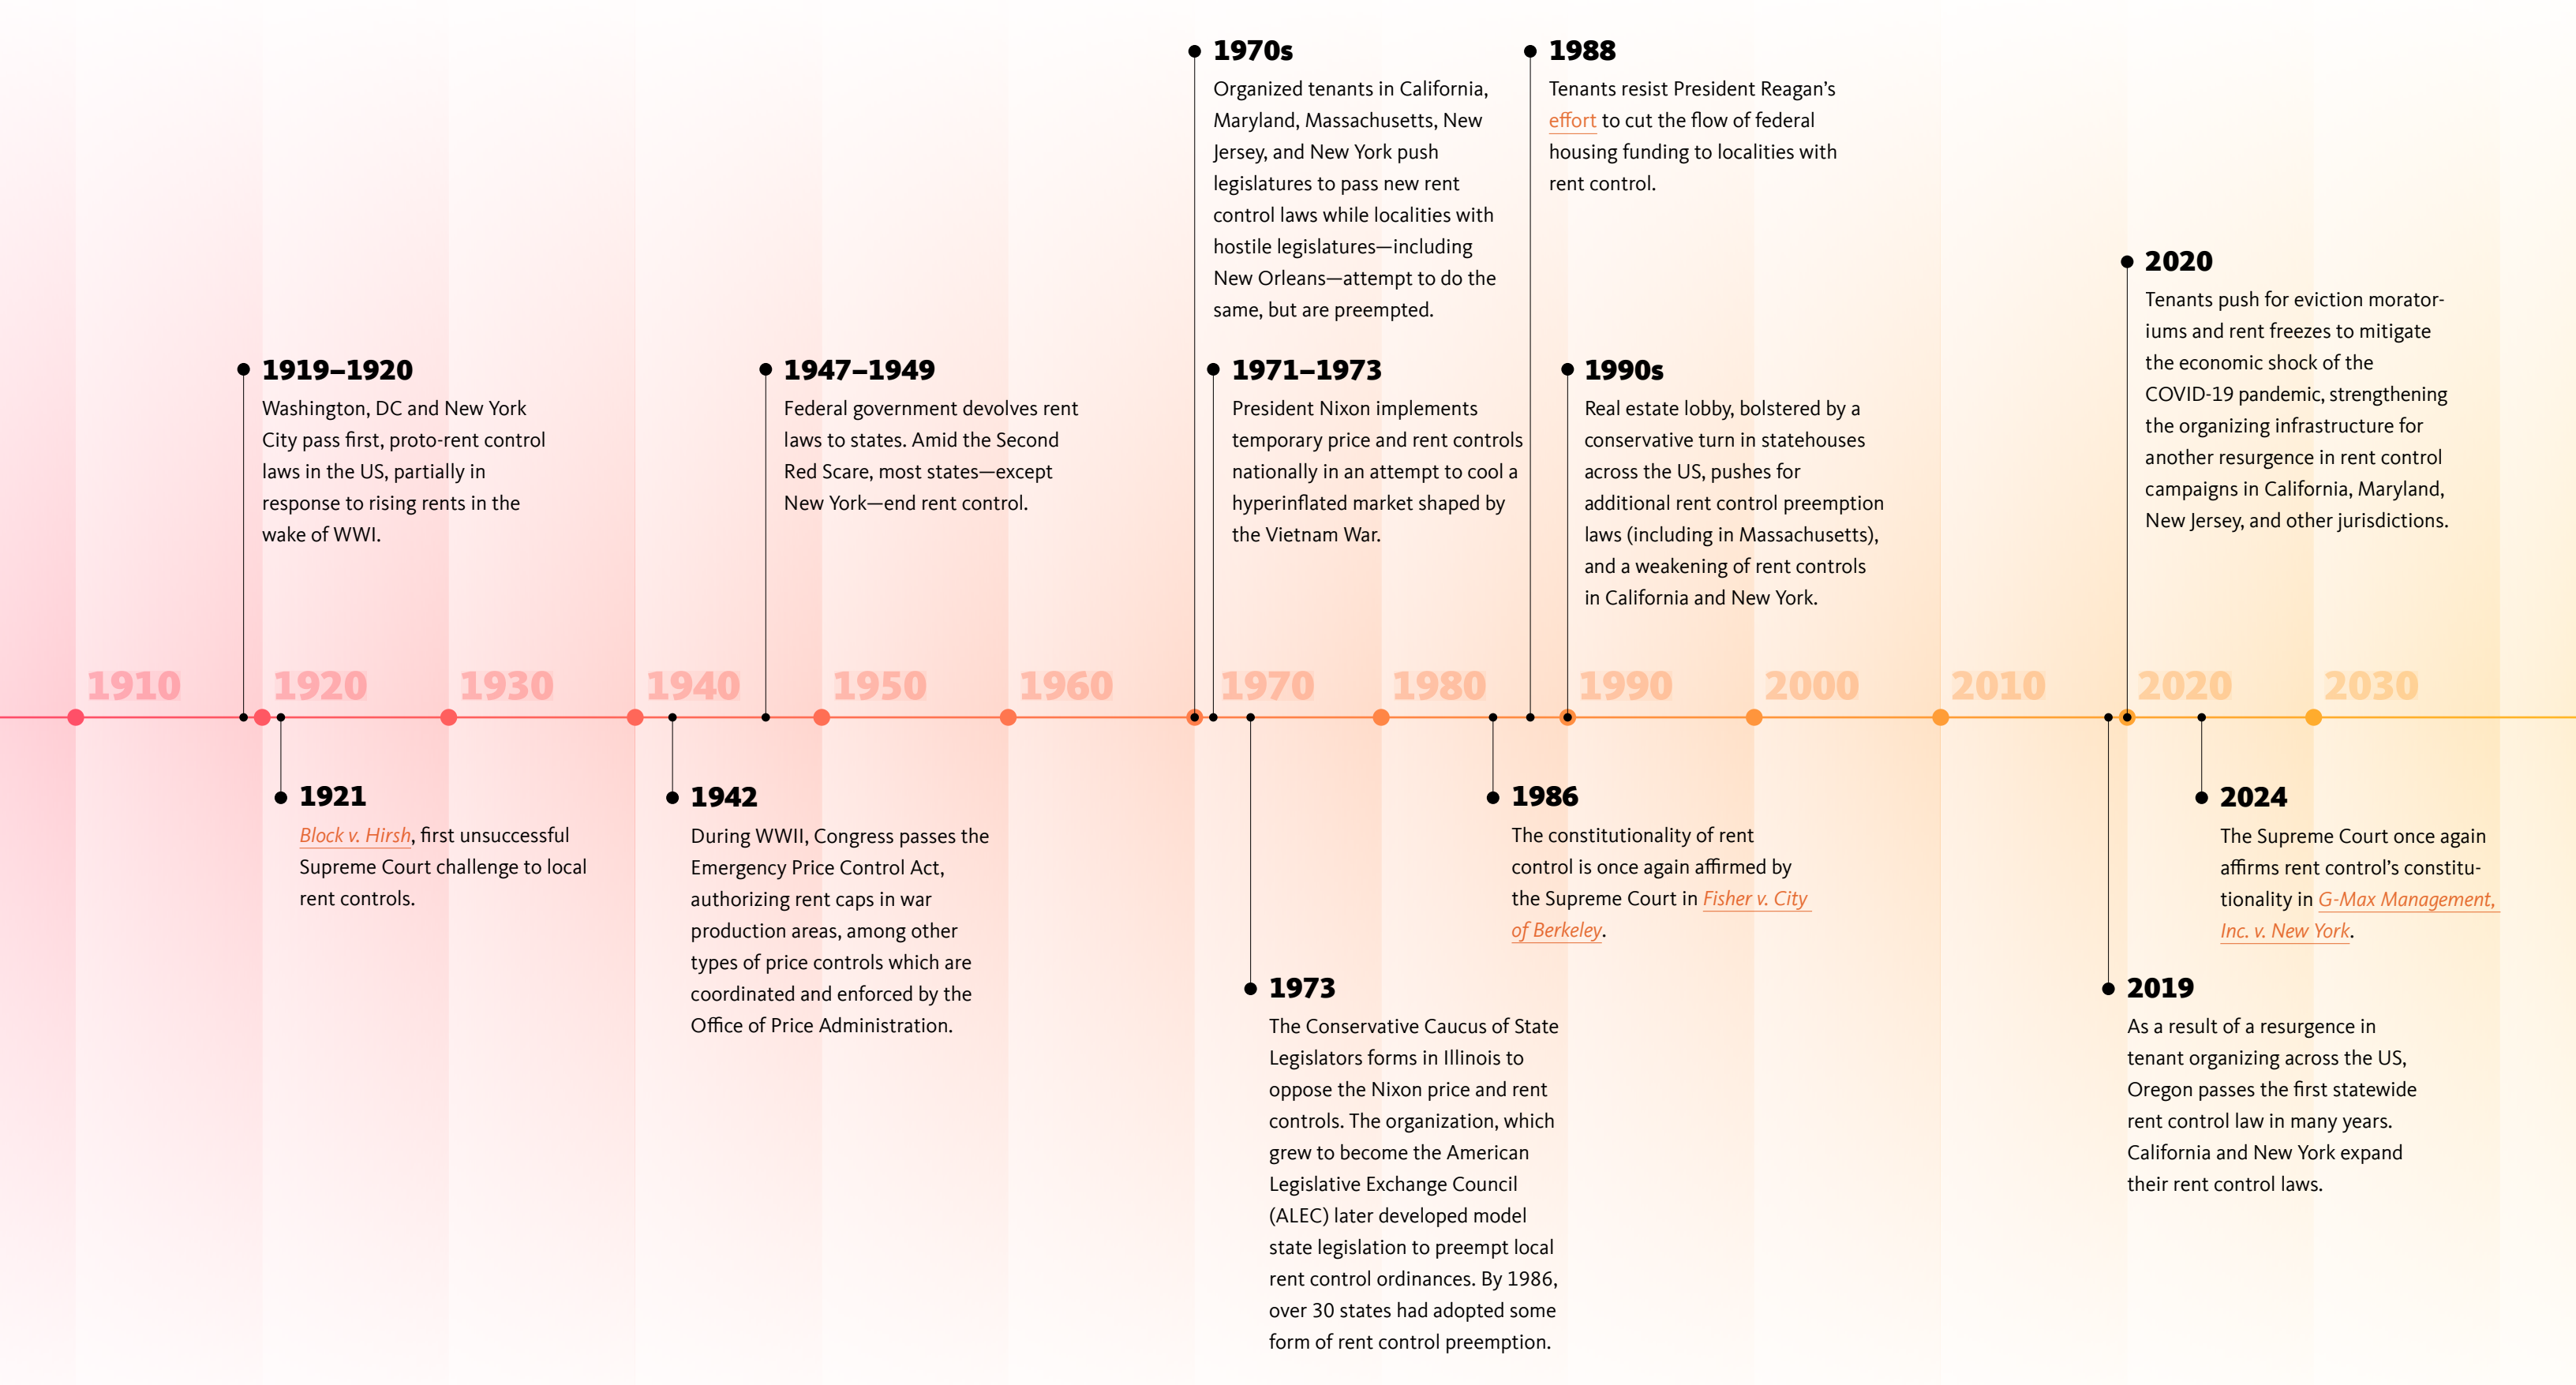 1970s
Organized tenants in California,
Maryland, Massachusetts, New
Jersey, and New York push
legislatures to pass new rent
control laws while localities with
hostile legislatures—including
New Orleans—attempt to do the
same, but are preempted.
1988
Tenants resist President Reagan’s
effort to cut the flow of federal
housing funding to localities with
rent control.
2020
Tenants push for eviction morator-
iums and rent freezes to mitigate
the economic shock of the
COVID-19 pandemic, strengthening
the organizing infrastructure for
another resurgence in rent control
campaigns in California, Maryland,
New Jersey, and other jurisdictions.
1919–1920
Washington, DC and New York
City pass first, proto-rent control
laws in the US, partially in
response to rising rents in the
wake of WWI.
1947–1949
Federal government devolves rent
laws to states. Amid the Second
Red Scare, most states—except
New York—end rent control.
1971–1973
President Nixon implements
temporary price and rent controls
nationally in an attempt to cool a
hyperinflated market shaped by
the Vietnam War.
1990s
Real estate lobby, bolstered by a
conservative turn in statehouses
across the US, pushes for
additional rent control preemption
laws (including in Massachusetts),
and a weakening of rent controls
in California and New York.
1910 1920 1930 1940 1950 1960 1970 1980 1990 2000 2010 2020 2030
1921
Block v. Hirsh, first unsuccessful
Supreme Court challenge to local
rent controls.
1942
During WWII, Congress passes the
Emergency Price Control Act,
authorizing rent caps in war
production areas, among other
types of price controls which are
coordinated and enforced by the
Office of Price Administration.
1986
The constitutionality of rent
control is once again affirmed by
the Supreme Court in Fisher v. City
of Berkeley.
2024
The Supreme Court once again
affirms rent control’s constitu-
tionality in G-Max Management,
Inc. v. New York.
1973
The Conservative Caucus of State
Legislators forms in Illinois to
oppose the Nixon price and rent
controls. The organization, which
grew to become the American
Legislative Exchange Council
(ALEC) later developed model
state legislation to preempt local
rent control ordinances. By 1986,
over 30 states had adopted some
form of rent control preemption.
2019
As a result of a resurgence in
tenant organizing across the US,
Oregon passes the first statewide
rent control law in many years.
California and New York expand
their rent control laws.